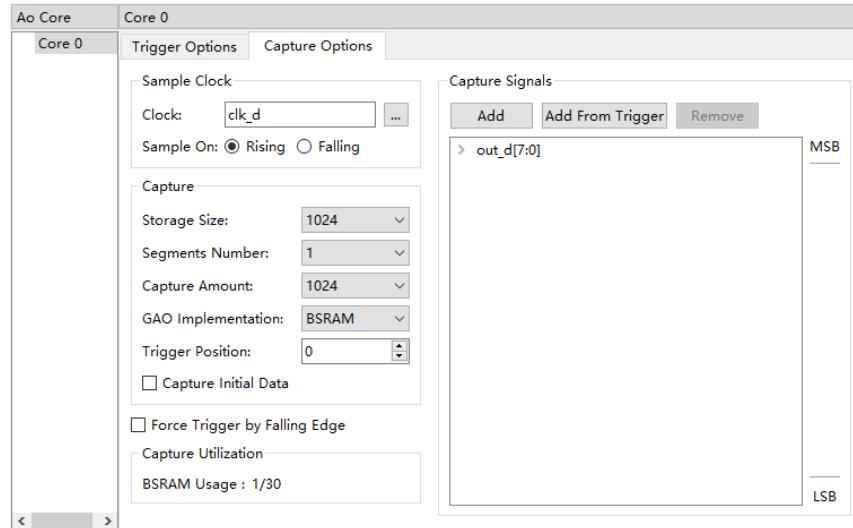 Ao Core
Core 0
Core 0
Trigger Options
Capture Options
Sample Clock
Clock:
clk_d
...
Sample On:
Rising
Falling
Capture
Storage Size:
1024
Segments Number:
1
Capture Amount:
1024
GAO Implementation:
BSRAM
Trigger Position:
0
Capture Initial Data
Force Trigger by Falling Edge
Capture Utilization
BSRAM Usage : 1/30
Capture Signals
Add
Add From Trigger
Remove
out_d[7:0]
MSB
LSB